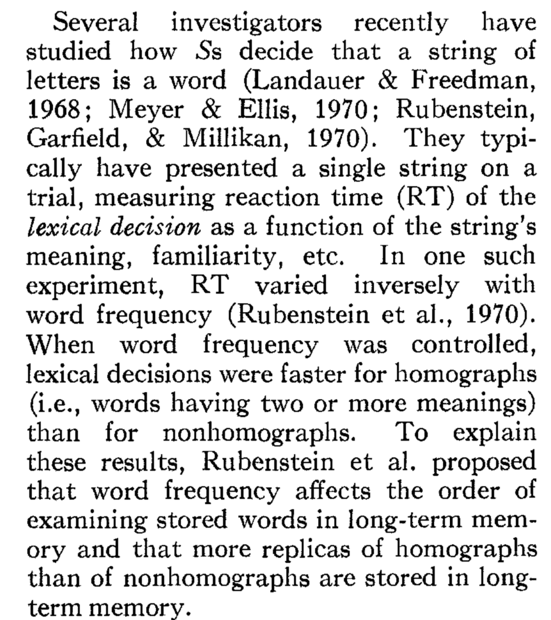 Several investigators recently have
studied how Ss decide that a string of
letters is a word (Landauer & Freedman,
1968; Meyer & Ellis, 1970; Rubenstein,
Garfield, & Millikan, 1970). They typi-
cally have presented a single string on a
trial, measuring reaction time (RT) of the
lexical decision as a function of the string's
meaning, familiarity, etc. In one such
experiment, RT varied inversely with
word frequency (Rubenstein et al., 1970).
When word frequency was controlled,
lexical decisions were faster for homographs
(i.e., words having two or more meanings)
than for nonhomographs. To explain
these results, Rubenstein et al. proposed
that word frequency affects the order of
examining stored words in long-term mem-
ory and that more replicas of homographs
than of nonhomographs are stored in long-
term memory.